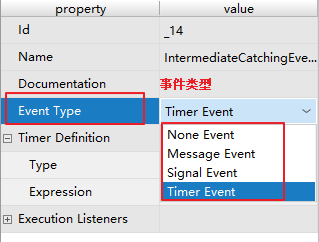 property value
Id _14
Name IntermediateCatchingEve...
Documentation 事件类型
Event Type Timer Event
Timer Definition None Event
Message Event
Type Signal Event
Expression Timer Event
Execution Listeners